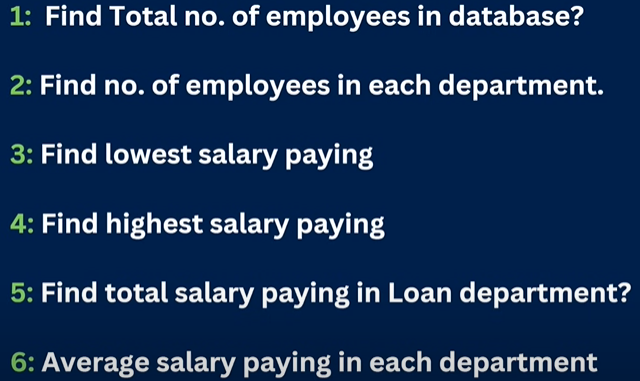 1: Find Total no. of employees in database?
2: Find no. of employees in each department.
3: Find lowest salary paying
4: Find highest salary paying
5: Find total salary paying in Loan department?
6: Average salary paying in each department